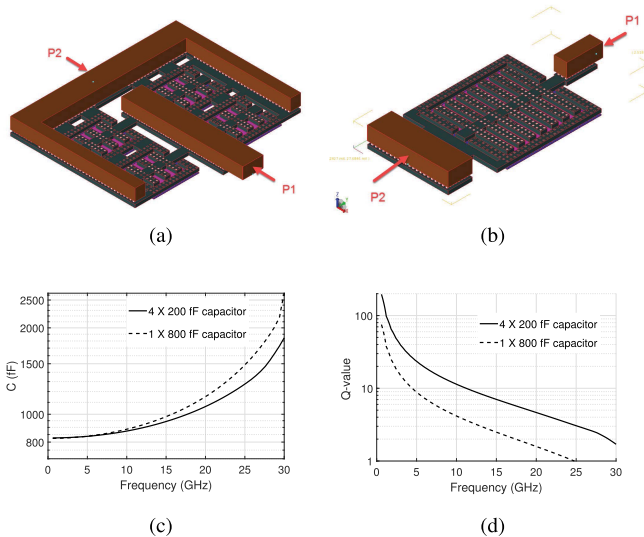 P2
P1
(a)
P1
P2
Z
(b)
2500
2000
1500
1000
800
C (fF)
4 X 200 fF capacitor
1 X 800 fF capacitor
0 5 10 15 20 25 30
Frequency (GHz)
(c)
100
10
1
Q-value
4 X 200 fF capacitor
1 X 800 fF capacitor
0 5 10 15 20 25 30
Frequency (GHz)
(d)